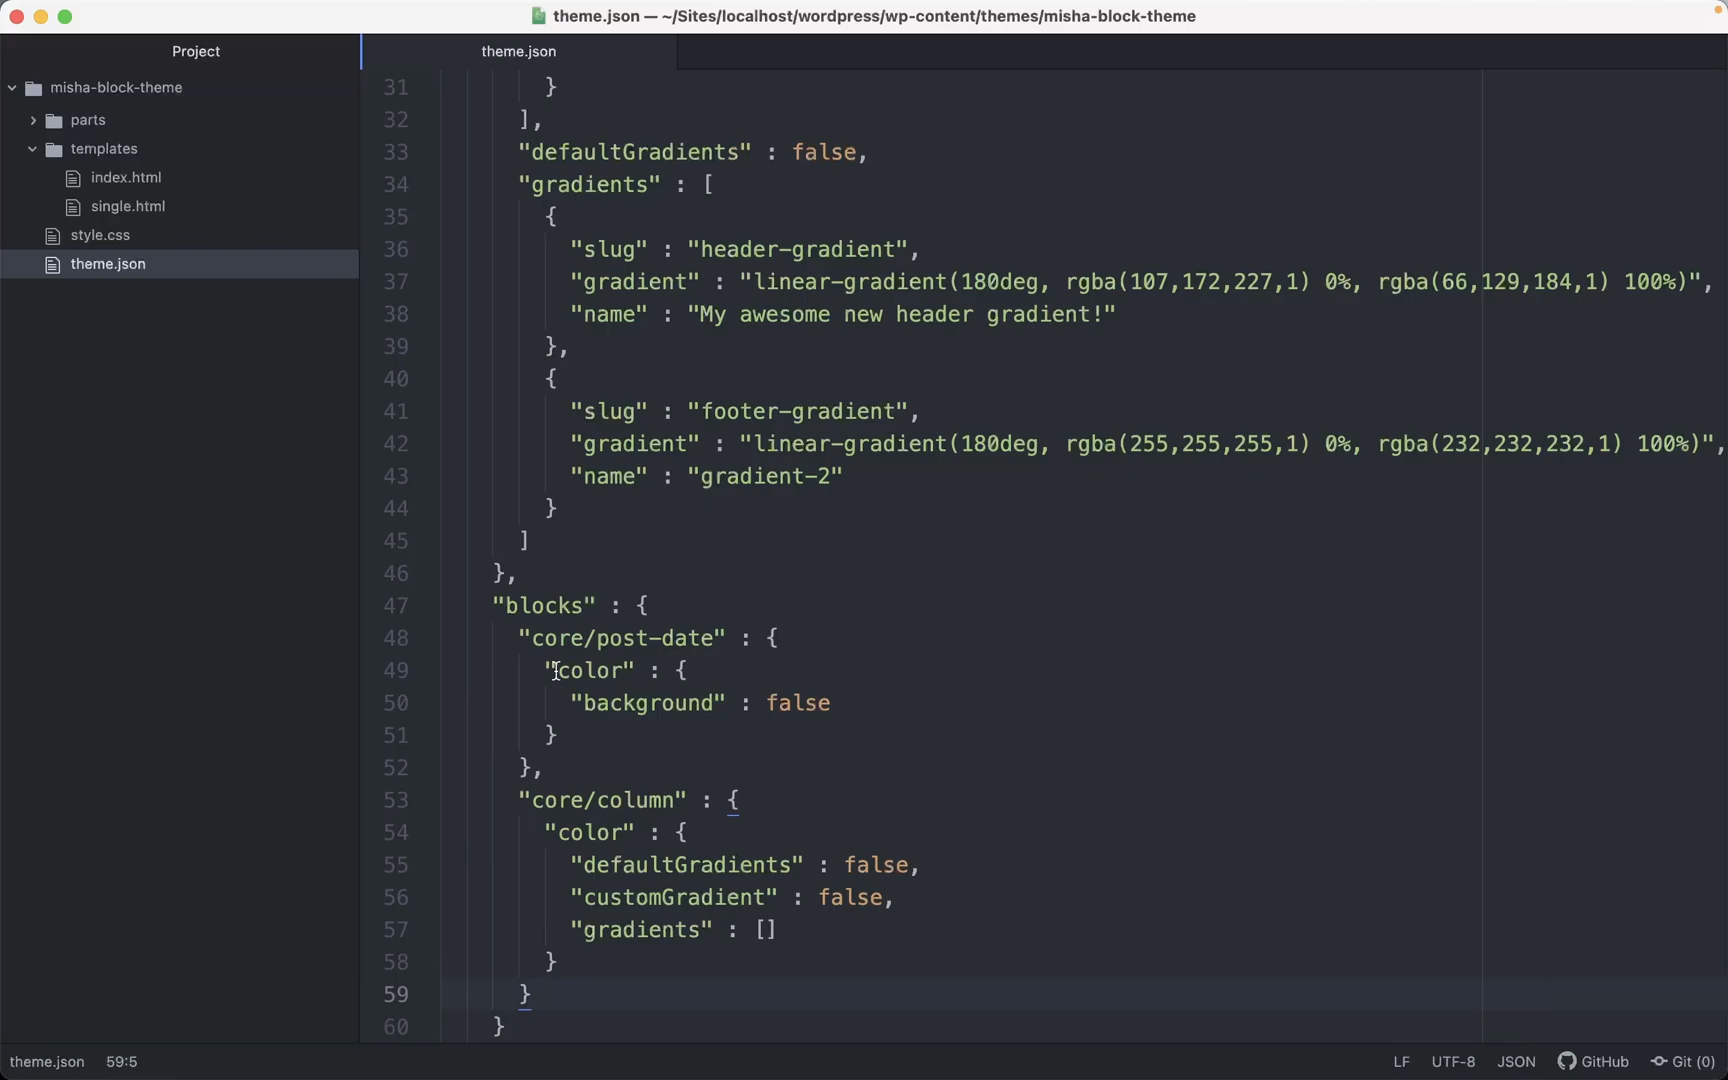 theme.json — ~/Sites/localhost/wordpress/wp-content/themes/misha-block-theme
Project
theme.json
misha-block-theme
parts
templates
index.html
single.html
style.css
theme.json
31 }
32 ],
33 "defaultGradients" : false,
34 "gradients" : [
35 {
36 "slug" : "header-gradient",
37 "gradient" : "linear-gradient(180deg, rgba(107,172,227,1) 0%, rgba(66,129,184,1) 100%)",
38 "name" : "My awesome new header gradient!"
39 },
40 {
41 "slug" : "footer-gradient",
42 "gradient" : "linear-gradient(180deg, rgba(255,255,255,1) 0%, rgba(232,232,232,1) 100%)",
43 "name" : "gradient-2"
44 }
45 ]
46 },
47 "blocks" : {
48 "core/post-date" : {
49 "color" : {
50 "background" : false
51 }
52 },
53 "core/column" : {
54 "color" : {
55 "defaultGradients" : false,
56 "customGradient" : false,
57 "gradients" : []
58 }
59 }
60 }
theme.json 59:5 LF UTF-8 JSON GitHub Git (0)